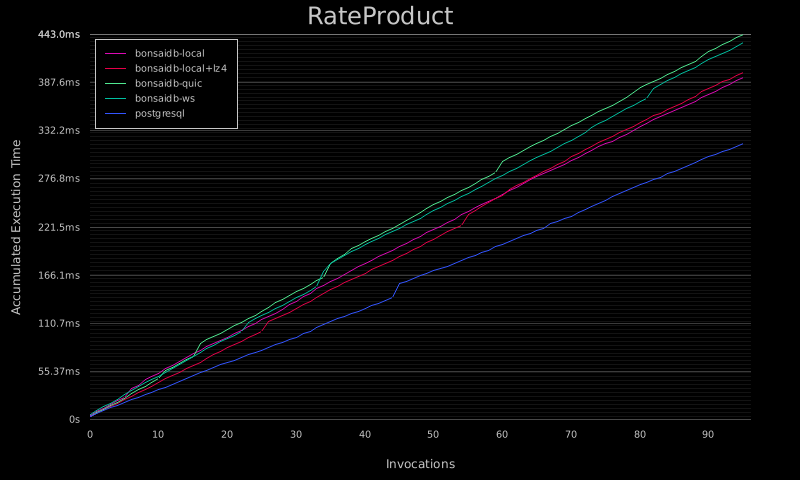 RateProduct
443.0ms
387.6ms
332.2ms
276.8ms
221.5ms
166.1ms
110.7ms
55.37ms
0s
bonsaidb-local
bonsaidb-local+lz4
bonsaidb-quic
bonsaidb-ws
postgresql
Accumulated Execution Time
0 10 20 30 40 50 60 70 80 90
Invocations